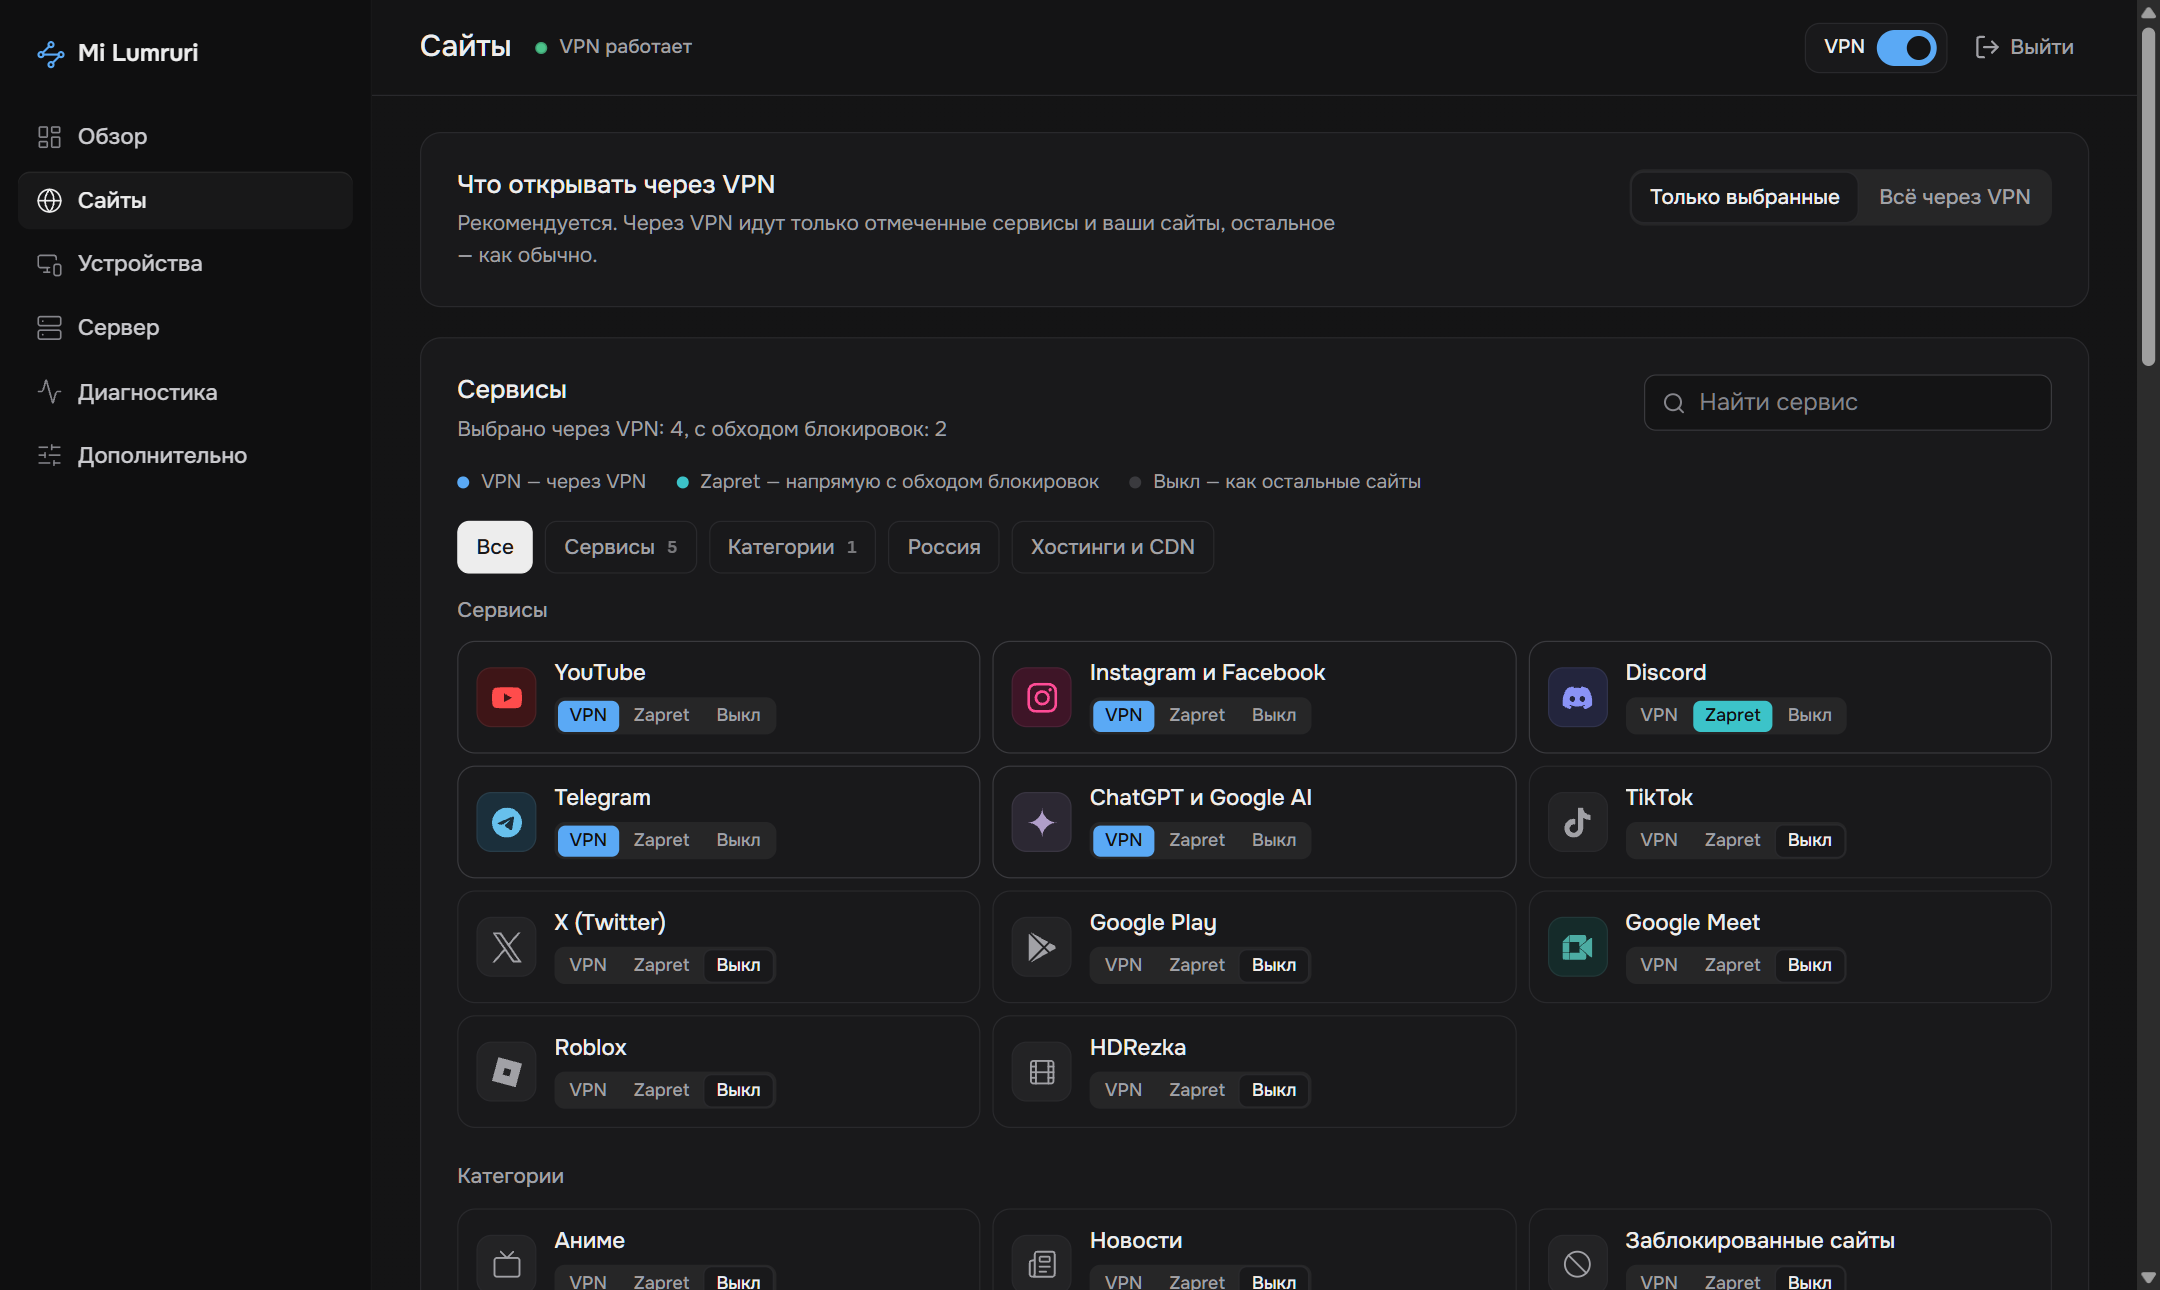 Mi Lumruri
Обзор
Сайты
Устройства
Сервер
Диагностика
Дополнительно
Сайты
VPN работает
VPN
Выйти
Что открывать через VPN
Рекомендуется. Через VPN идут только отмеченные сервисы и ваши сайты, остальное
— как обычно.
Только выбранные
Всё через VPN
Сервисы
Выбрано через VPN: 4, с обходом блокировок: 2
Найти сервис
VPN — через VPN
Zapret — напрямую с обходом блокировок
Выкл — как остальные сайты
Все
Сервисы 5
Категории 1
Россия
Хостинги и CDN
Сервисы
YouTube
VPN Zapret Выкл
Instagram и Facebook
VPN Zapret Выкл
Discord
VPN Zapret Выкл
Telegram
VPN Zapret Выкл
ChatGPT и Google AI
VPN Zapret Выкл
TikTok
VPN Zapret Выкл
X (Twitter)
VPN Zapret Выкл
Google Play
VPN Zapret Выкл
Google Meet
VPN Zapret Выкл
Roblox
VPN Zapret Выкл
HDRezka
VPN Zapret Выкл
Категории
Аниме
VPN Zapret Выкл
Новости
VPN Zapret Выкл
Заблокированные сайты
VPN Zapret Выкл